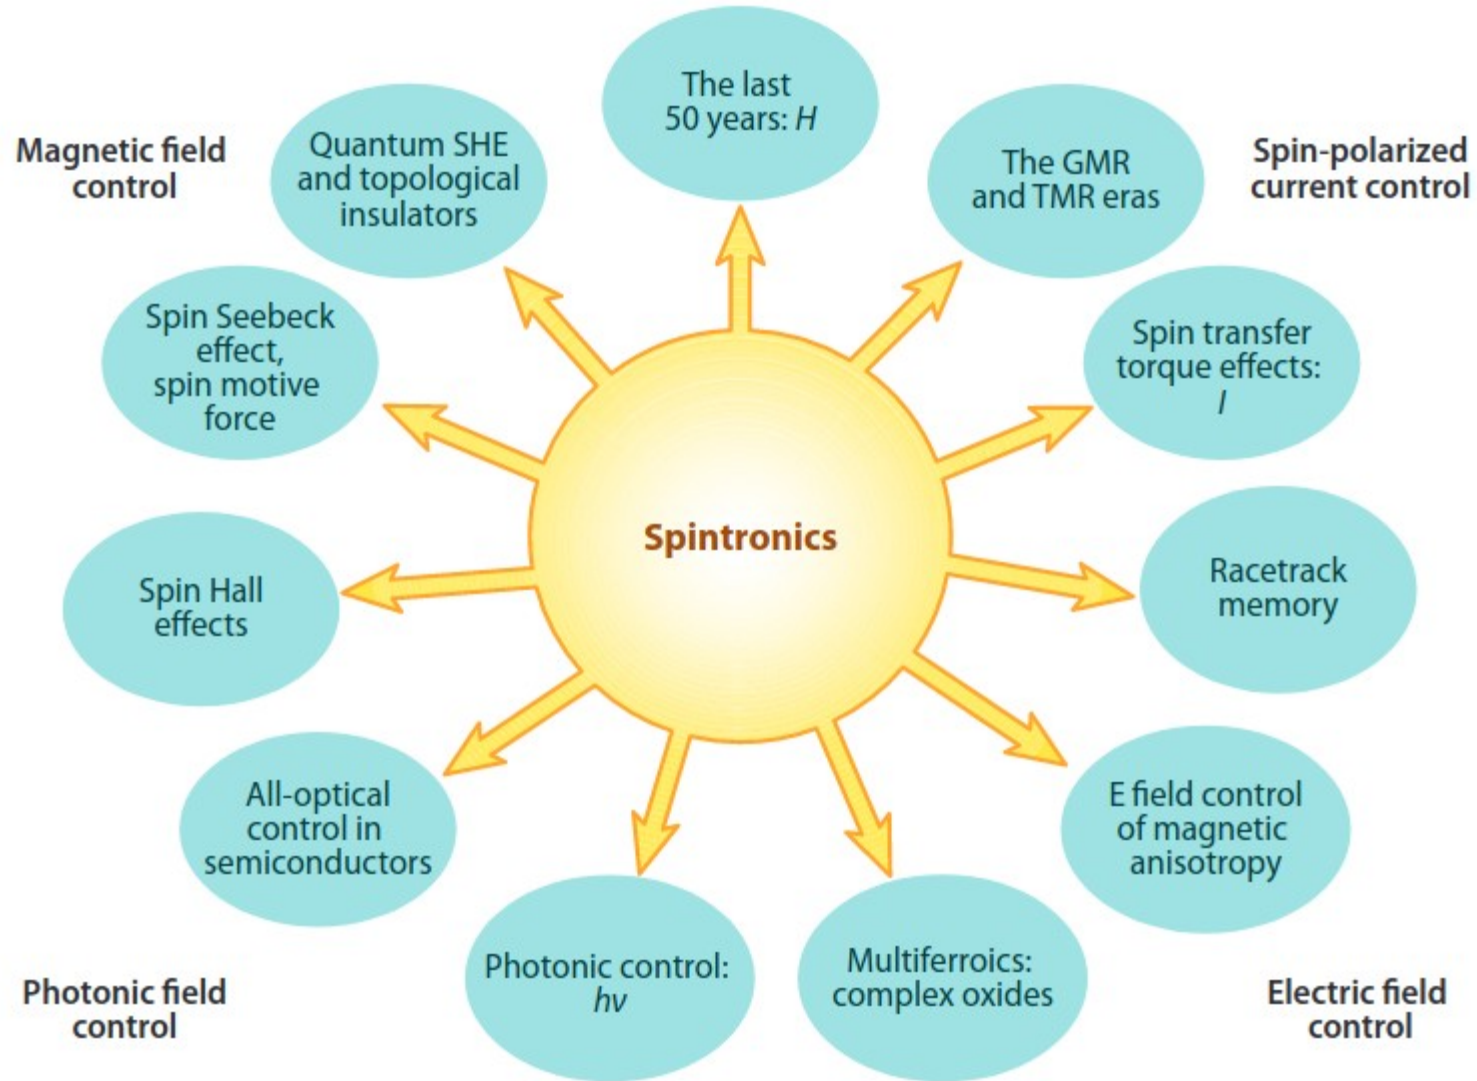 The last
50 years: H
Magnetic field
control
Quantum SHE
and topological
insulators
The GMR
and TMR eras
Spin-polarized
current control
Spin Seebeck
effect,
spin motive
force
Spin transfer
torque effects:
I
Spintronics
Spin Hall
effects
Racetrack
memory
All-optical
control in
semiconductors
E field control
of magnetic
anisotropy
Photonic control:
hν
Multiferroics:
complex oxides
Photonic field
control
Electric field
control